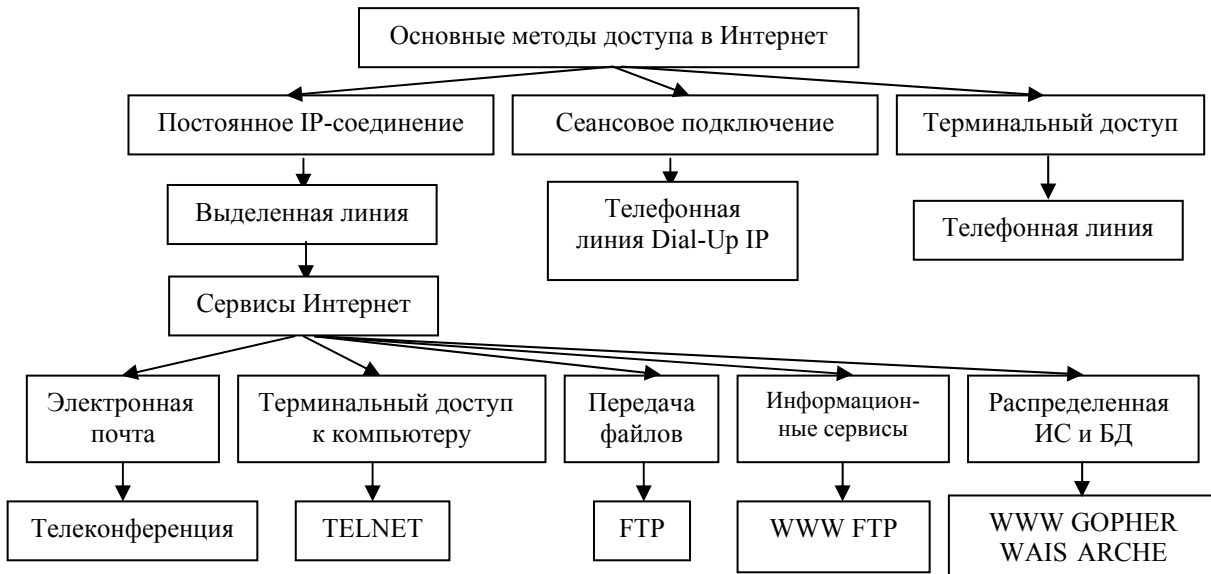 Основные методы доступа в Интернет
Постоянное IP-соединение
Сеансовое подключение
Терминальный доступ
Выделенная линия
Телефонная
линия Dial-Up IP
Телефонная линия
Сервисы Интернет
Электронная
почта
Терминальный доступ
к компьютеру
Передача
файлов
Информацион-
ные сервисы
Распределенная
ИС и БД
Телеконференция
TELNET
FTP
WWW FTP
WWW GOPHER
WAIS ARCHE